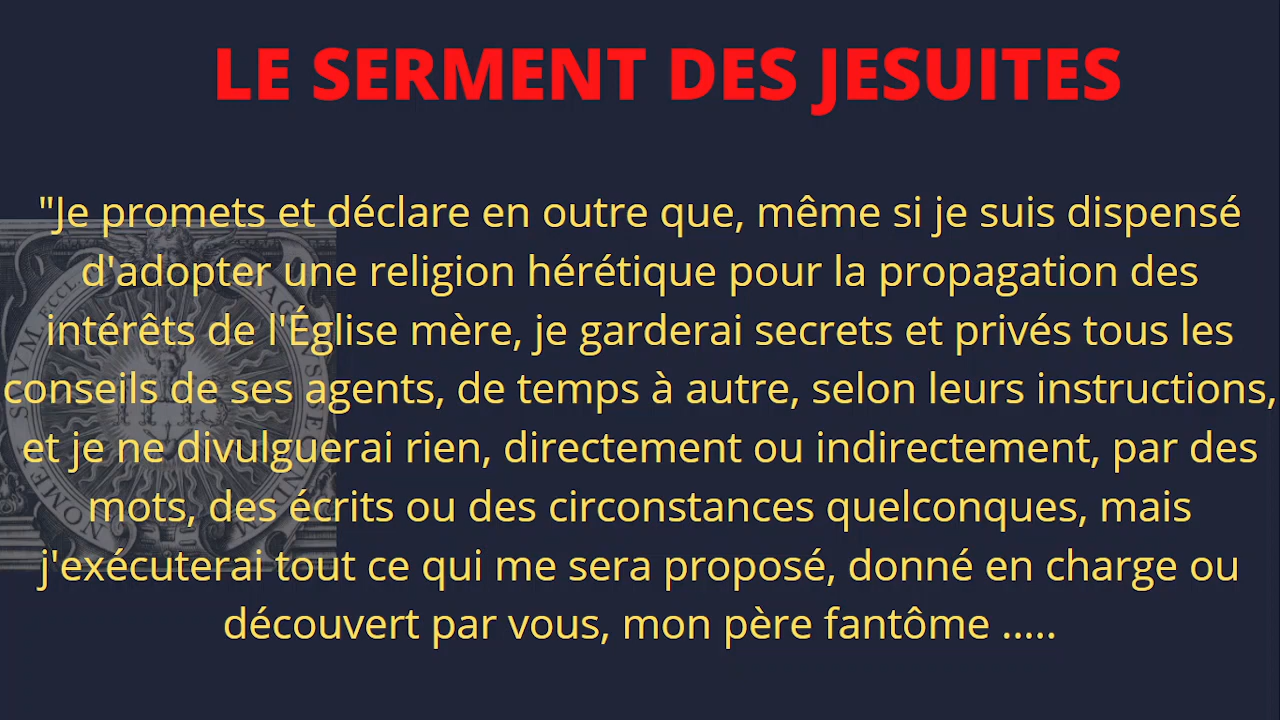 LE SERMENT DES JESUITES
"Je promets et déclare en outre que, même si je suis dispensé
d'adopter une religion hérétique pour la propagation des
intérêts de l'Église mère, je garderai secrets et privés tous les
conseils de ses agents, de temps à autre, selon leurs instructions,
et je ne divulguerai rien, directement ou indirectement, par des
mots, des écrits ou des circonstances quelconques, mais
j'exécuterai tout ce qui me sera proposé, donné en charge ou
découvert par vous, mon père fantôme .....